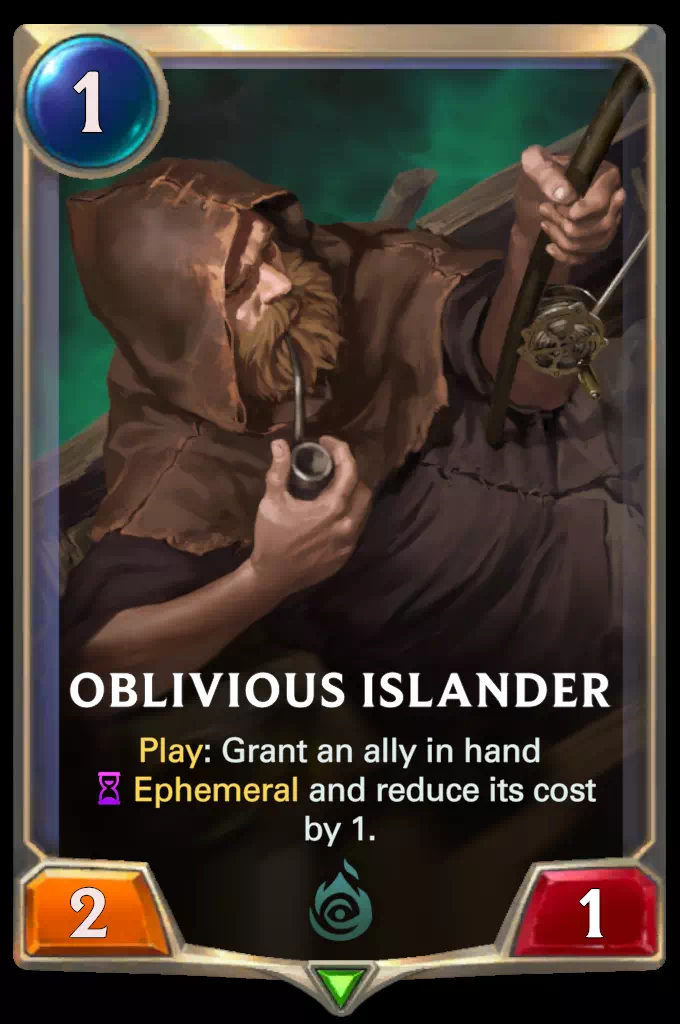 1
OBLIVIOUS ISLANDER
Play: Grant an ally in hand
Ephemeral and reduce its cost
by 1.
2
1